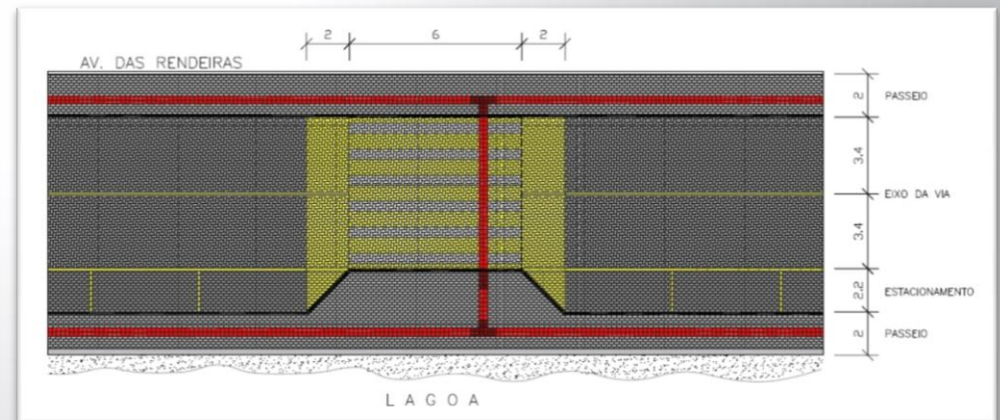 2 6 2
AV. DAS RENDEIRAS
2 PASSEIO
3,4
EIXO DA VIA
3,4
2,2 ESTACIONAMENTO
2 PASSEIO
LAGOA